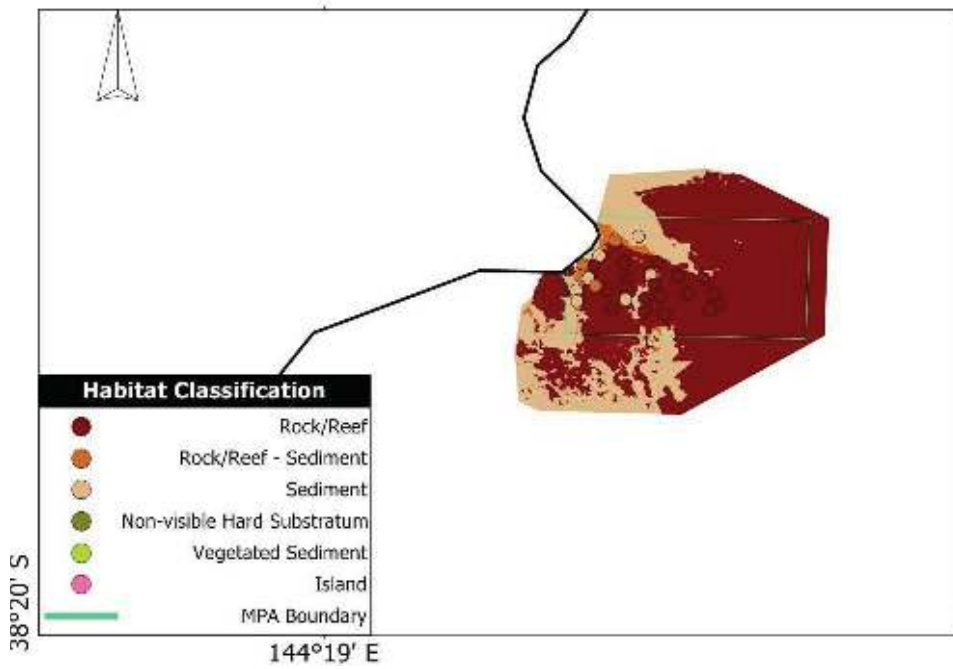 Habitat Classification
Rock/Reef
Rock/Reef - Sediment
Sediment
Non-visible Hard Substratum
Vegetated Sediment
Island
MPA Boundary
38°20' S
144°19' E